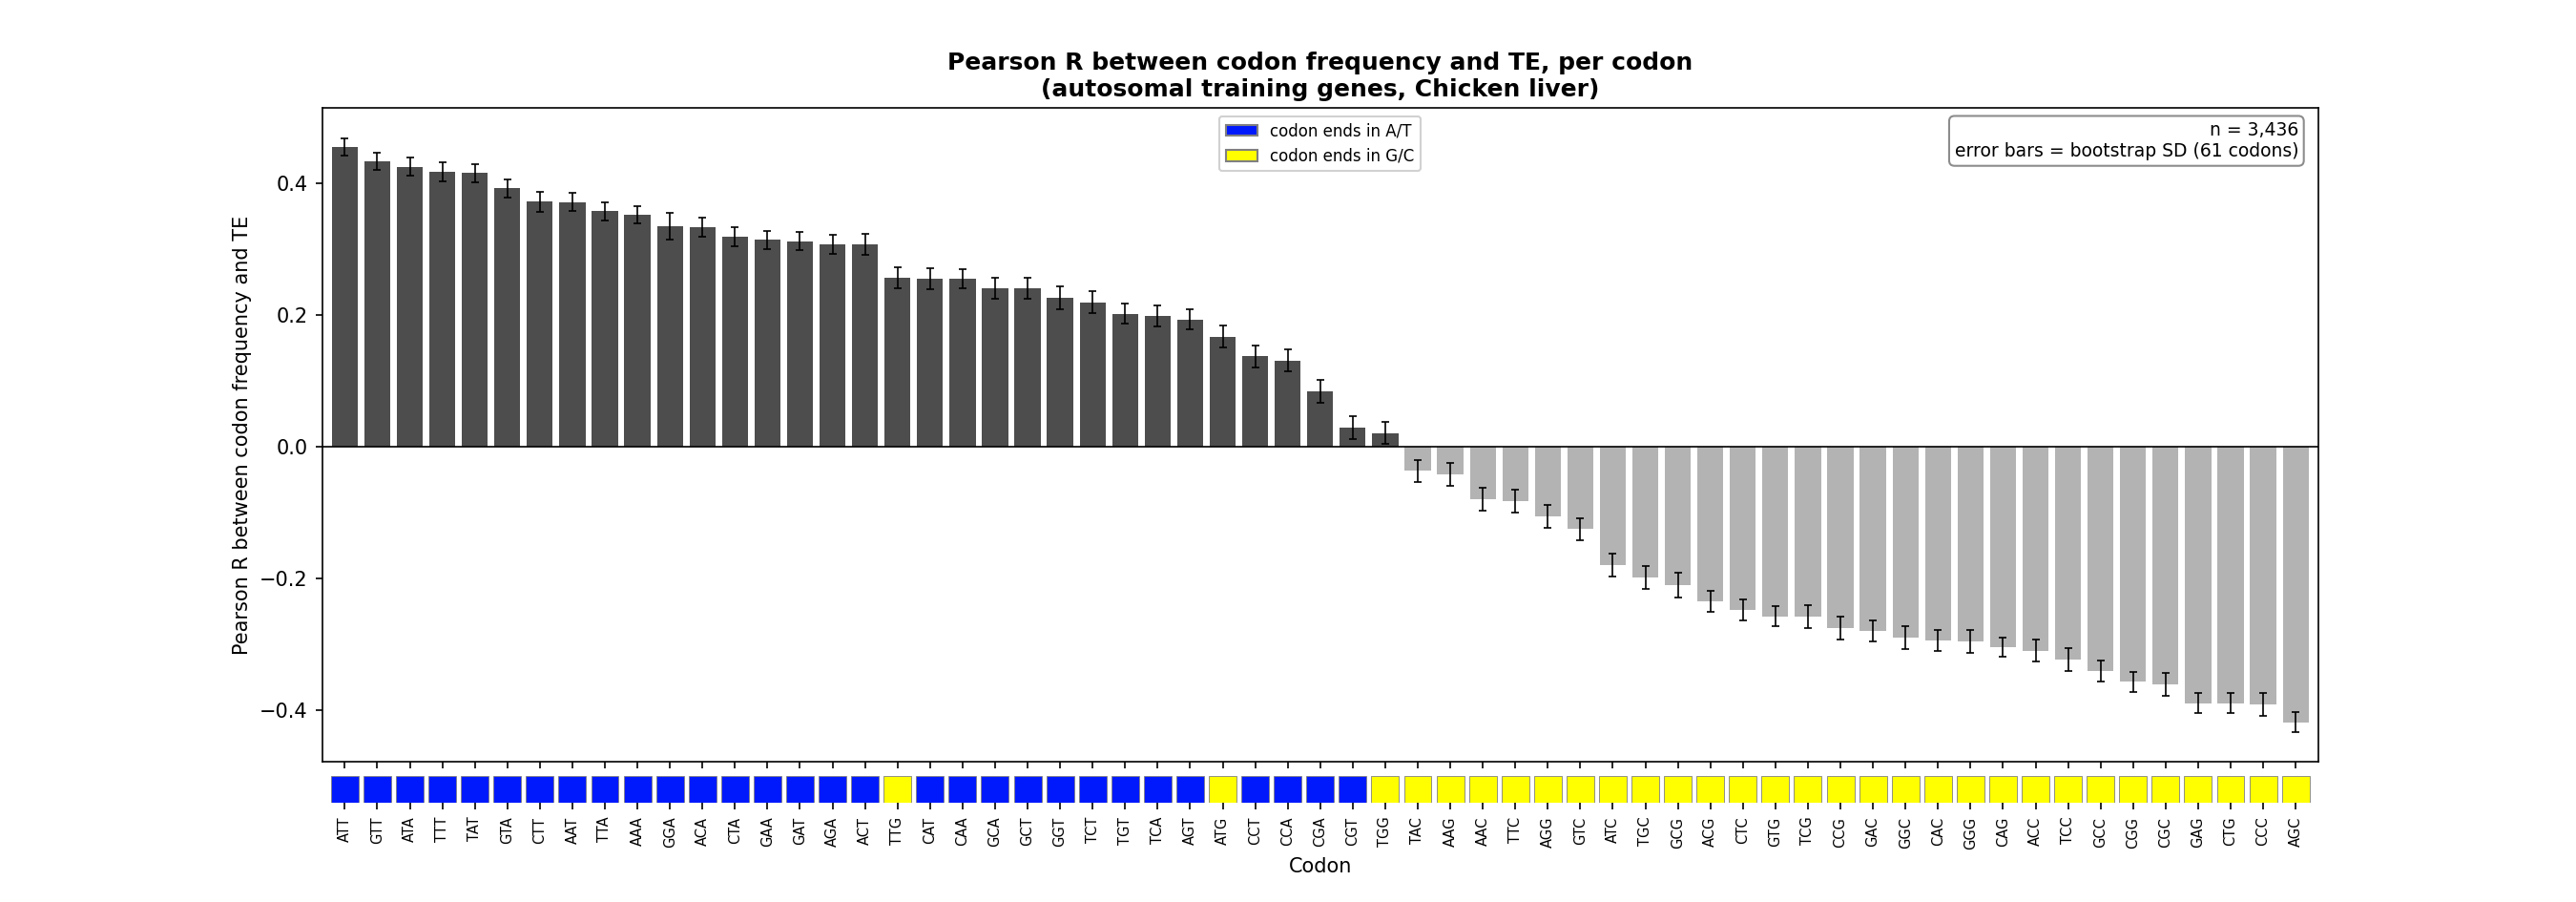 Pearson R between codon frequency and TE, per codon
(autosomal training genes, Chicken liver)
codon ends in A/T
codon ends in G/C
n = 3,436
error bars = bootstrap SD (61 codons)
Pearson R between codon frequency and TE
0.4
0.2
0.0
−0.2
−0.4
ATT GTT ATA TTT TAT GTA CTT AAT TTA AAA GGA ACA CTA GAA GAT AGA ACT TTG CAT CAA GCA GCT GGT TCT TGT TCA AGT ATG CCT CCA CGA CGT TGG TAC AAG AAC TTC AGG GTC ATC TGC GCG ACG CTC GTG TCG CCG GAC GGC CAC GGG CAG ACC TCC GCC CGG CGC GAG CTG CCC AGC
Codon